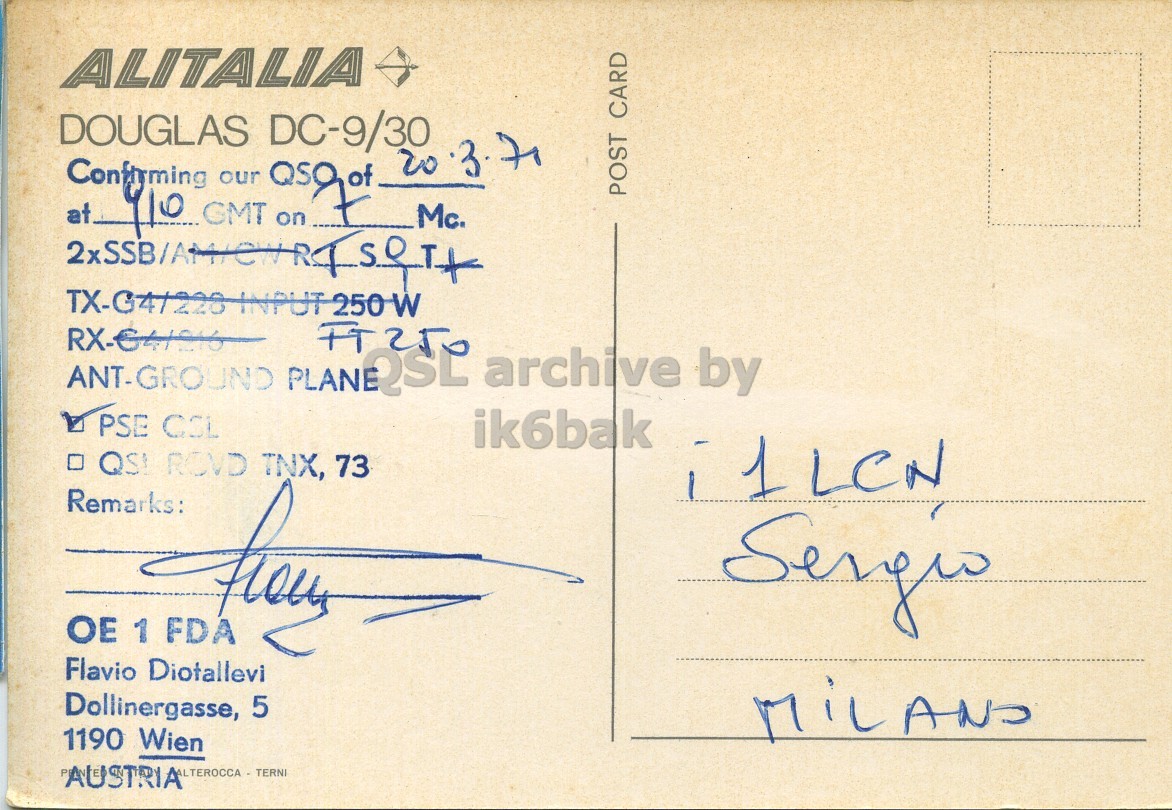 ALITALIA
DOUGLAS DC-9/30
Confirming our QSO of 20.3.71
at 910 GMT on 7 Mc.
2xSSB/AM/CW R S 9 T
TX-G4/228 INPUT 250 W
RX-G4/216 FT 250
ANT-GROUND PLANE
PSE QSL
QSL RCVD TNX, 73
Remarks:
OE 1 FDA
Flavio Diotallevi
Dollinergasse, 5
1190 Wien
AUSTRIA
PRINTED IN ITALY - ALTEROCCA - TERNI
POST CARD
i 1 LCN
Sergio
MILANO
QSL archive by
ik6bak